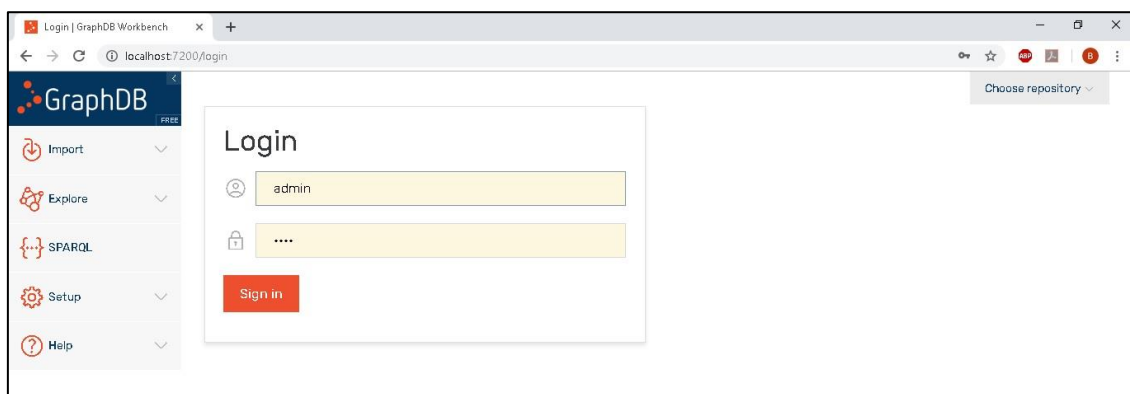 Login | GraphDB Workbench
localhost:7200/login
ABP
B
GraphDB
FREE
Choose repository
Import
Explore
SPARQL
Setup
Help
Login
admin
••••
Sign in